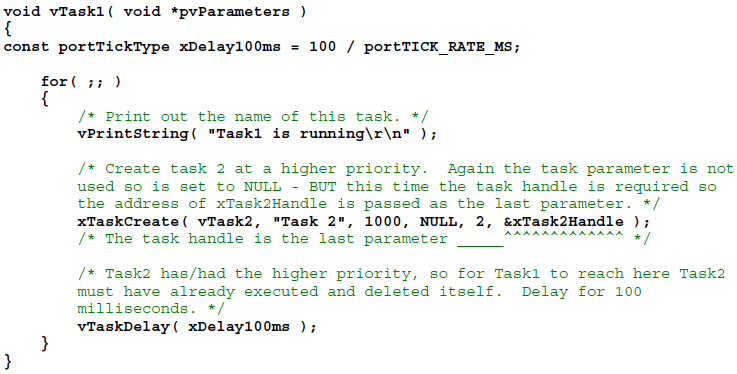 void vTask1( void *pvParameters )
{
const portTickType xDelay100ms = 100 / portTICK_RATE_MS;
for( ;; )
{
/* Print out the name of this task. */
vPrintString( "Task1 is running\r\n" );
/* Create task 2 at a higher priority.  Again the task parameter is not
used so is set to NULL - BUT this time the task handle is required so
the address of xTask2Handle is passed as the last parameter. */
xTaskCreate( vTask2, "Task 2", 1000, NULL, 2, &xTask2Handle );
/* The task handle is the last parameter _____^^^^^^^^^^^^^ */
/* Task2 has/had the higher priority, so for Task1 to reach here Task2
must have already executed and deleted itself.  Delay for 100
milliseconds. */
vTaskDelay( xDelay100ms );
}
}